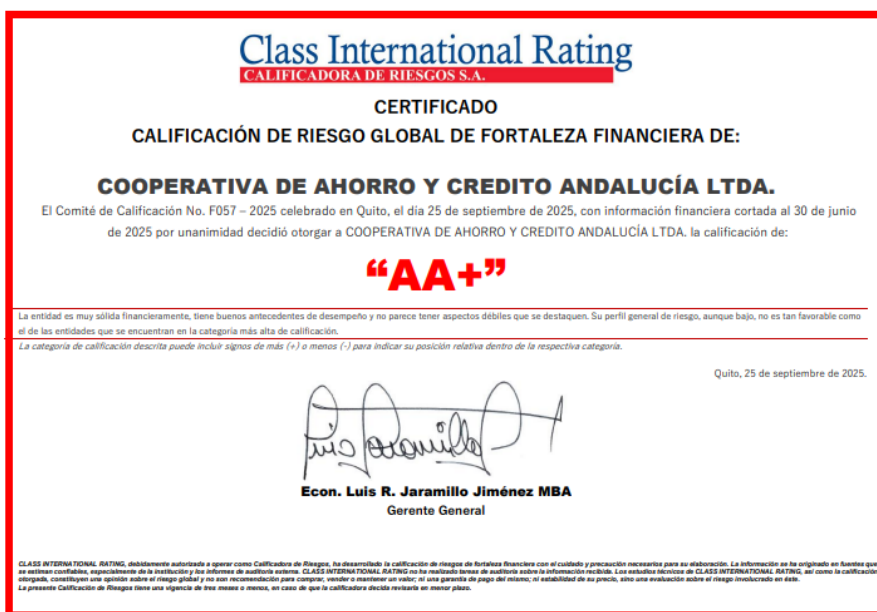 Class International Rating
CALIFICADORA DE RIESGOS S.A.
CERTIFICADO
CALIFICACIÓN DE RIESGO GLOBAL DE FORTALEZA FINANCIERA DE:
COOPERATIVA DE AHORRO Y CREDITO ANDALUCÍA LTDA.
El Comité de Calificación No. F057 – 2025 celebrado en Quito, el día 25 de septiembre de 2025, con información financiera cortada al 30 de junio
de 2025 por unanimidad decidió otorgar a COOPERATIVA DE AHORRO Y CREDITO ANDALUCÍA LTDA. la calificación de:
“AA+”
La entidad es muy sólida financieramente, tiene buenos antecedentes de desempeño y no parece tener aspectos débiles que se destaquen. Su perfil general de riesgo, aunque bajo, no es tan favorable como
el de las entidades que se encuentran en la categoría más alta de calificación.
La categoría de calificación descrita puede incluir signos de más (+) o menos (-) para indicar su posición relativa dentro de la respectiva categoría.
Quito, 25 de septiembre de 2025.
Luis Jaramillo
Econ. Luis R. Jaramillo Jiménez MBA
Gerente General
CLASS INTERNATIONAL RATING, debidamente autorizada a operar como Calificadora de Riesgos, ha desarrollado la calificación de riesgos de fortaleza financiera con el cuidado y precaución necesarios para su elaboración. La información se ha originado en fuentes que
se estiman confiables, especialmente de la institución y los informes de auditoría externa. CLASS INTERNATIONAL RATING no ha realizado tareas de auditoría sobre la información recibida. Los estudios técnicos de CLASS INTERNATIONAL RATING, así como la calificación
otorgada, constituyen una opinión sobre el riesgo global y no son recomendación para comprar, vender o mantener un valor; ni una garantía de pago del mismo; ni estabilidad de su precio, sino una evaluación sobre el riesgo involucrado en éste.
La presente Calificación de Riesgos tiene una vigencia de tres meses o menos, en caso de que la calificadora decida revisarla en menor plazo.